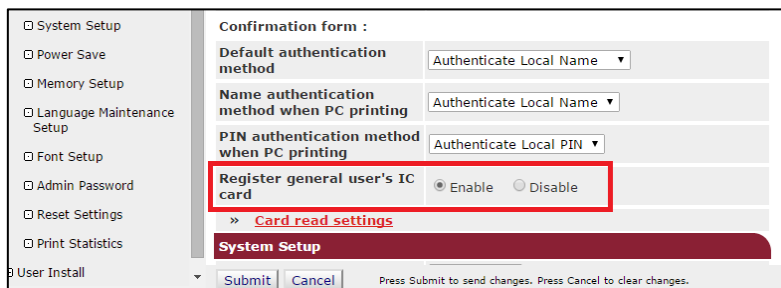 System Setup
Power Save
Memory Setup
Language Maintenance
Setup
Font Setup
Admin Password
Reset Settings
Print Statistics
User Install
Confirmation form :
Default authentication
method
Authenticate Local Name
Name authentication
method when PC printing
Authenticate Local Name
PIN authentication method
when PC printing
Authenticate Local PIN
Register general user's IC
card
Enable Disable
» Card read settings
System Setup
Submit Cancel Press Submit to send changes. Press Cancel to clear changes.